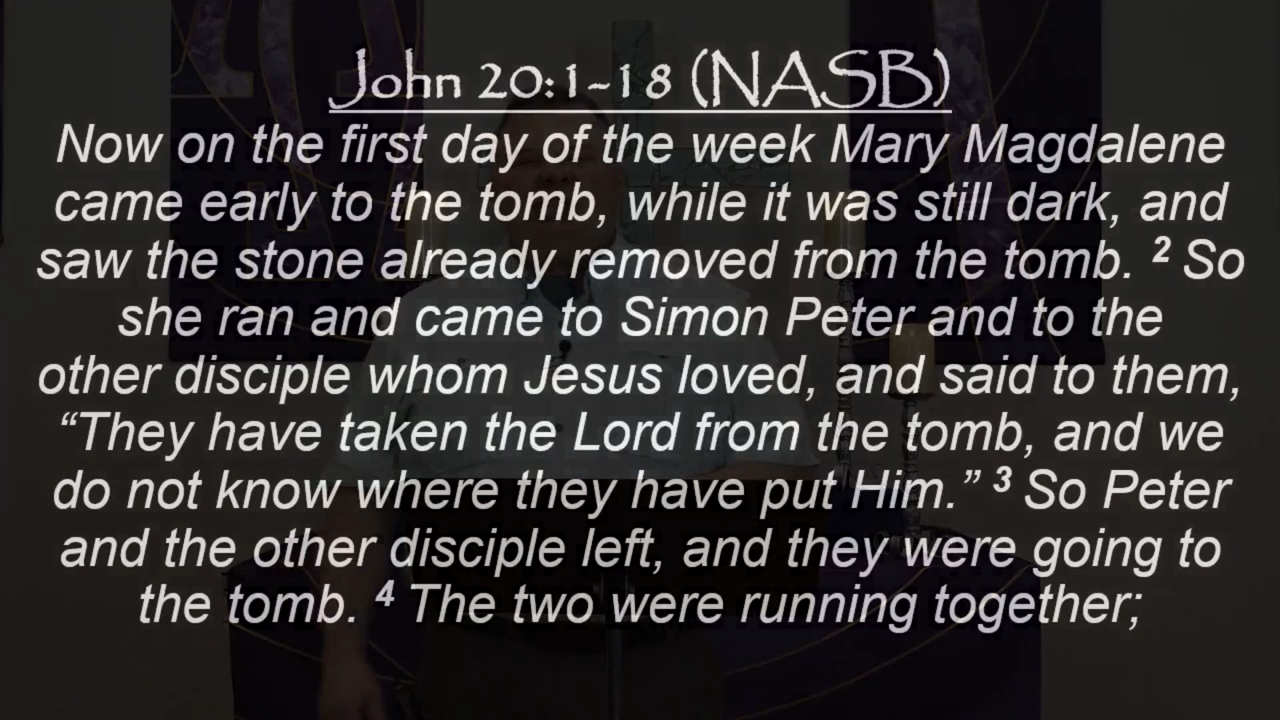 John 20:1-18 (NASB)
Now on the first day of the week Mary Magdalene
came early to the tomb, while it was still dark, and
saw the stone already removed from the tomb. ² So
she ran and came to Simon Peter and to the
other disciple whom Jesus loved, and said to them,
“They have taken the Lord from the tomb, and we
do not know where they have put Him.” ³ So Peter
and the other disciple left, and they were going to
the tomb. ⁴ The two were running together;